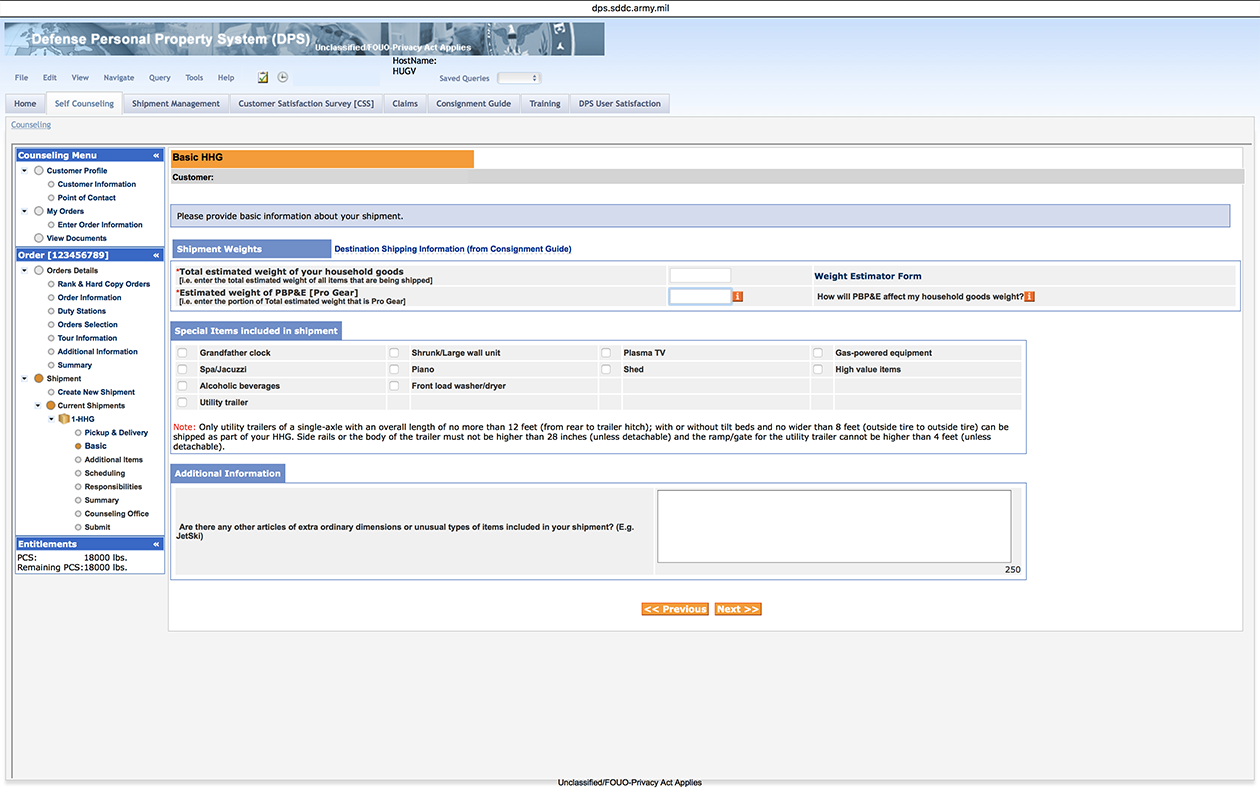 dps.sddc.army.mil
Defense Personal Property System (DPS) Unclassified/FOUO-Privacy Act Applies
HostName:
HUGV
File Edit View Navigate Query Tools Help Saved Queries
Home Self Counseling Shipment Management Customer Satisfaction Survey [CSS] Claims Consignment Guide Training DPS User Satisfaction
Counseling
Counseling Menu «
Customer Profile
Customer Information
Point of Contact
My Orders
Enter Order Information
View Documents
Order [123456789] «
Orders Details
Rank & Hard Copy Orders
Order Information
Duty Stations
Orders Selection
Tour Information
Additional Information
Summary
Shipment
Create New Shipment
Current Shipments
1-HHG
Pickup & Delivery
Basic
Additional Items
Scheduling
Responsibilities
Summary
Counseling Office
Submit
Entitlements «
PCS: 18000 lbs.
Remaining PCS:18000 lbs.
Basic HHG
Customer:
Please provide basic information about your shipment.
Shipment Weights Destination Shipping Information (from Consignment Guide)
*Total estimated weight of your household goods
[i.e. enter the total estimated weight of all items that are being shipped]
Weight Estimator Form
*Estimated weight of PBP&E [Pro Gear]
[i.e. enter the portion of Total estimated weight that is Pro Gear]
i How will PBP&E affect my household goods weight? i
Special Items included in shipment
Grandfather clock Shrunk/Large wall unit Plasma TV Gas-powered equipment
Spa/Jacuzzi Piano Shed High value items
Alcoholic beverages Front load washer/dryer
Utility trailer
Note: Only utility trailers of a single-axle with an overall length of no more than 12 feet (from rear to trailer hitch); with or without tilt beds and no wider than 8 feet (outside tire to outside tire) can be
shipped as part of your HHG. Side rails or the body of the trailer must not be higher than 28 inches (unless detachable) and the ramp/gate for the utility trailer cannot be higher than 4 feet (unless
detachable).
Additional Information
Are there any other articles of extra ordinary dimensions or unusual types of items included in your shipment? (E.g.
JetSki)
250
<< Previous Next >>
Unclassified/FOUO-Privacy Act Applies